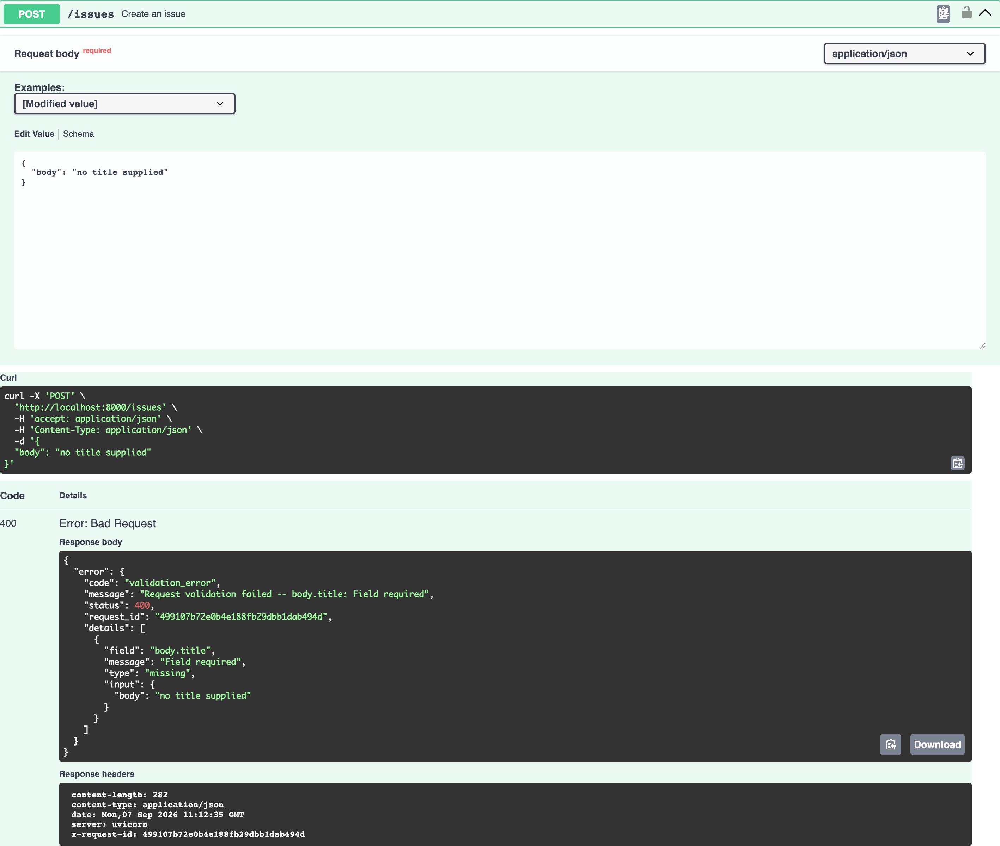 POST /issues Create an issue
Request body required
application/json
Examples:
[Modified value]
Edit Value Schema
{
  "body": "no title supplied"
}
Curl
curl -X 'POST' \
  'http://localhost:8000/issues' \
  -H 'accept: application/json' \
  -H 'Content-Type: application/json' \
  -d '{
  "body": "no title supplied"
}'
Code Details
400 Error: Bad Request
Response body
{
  "error": {
    "code": "validation_error",
    "message": "Request validation failed -- body.title: Field required",
    "status": 400,
    "request_id": "499107b72e0b4e188fb29dbb1dab494d",
    "details": [
      {
        "field": "body.title",
        "message": "Field required",
        "type": "missing",
        "input": {
          "body": "no title supplied"
        }
      }
    ]
  }
}
Download
Response headers
content-length: 282
content-type: application/json
date: Mon,07 Sep 2026 11:12:35 GMT
server: uvicorn
x-request-id: 499107b72e0b4e188fb29dbb1dab494d